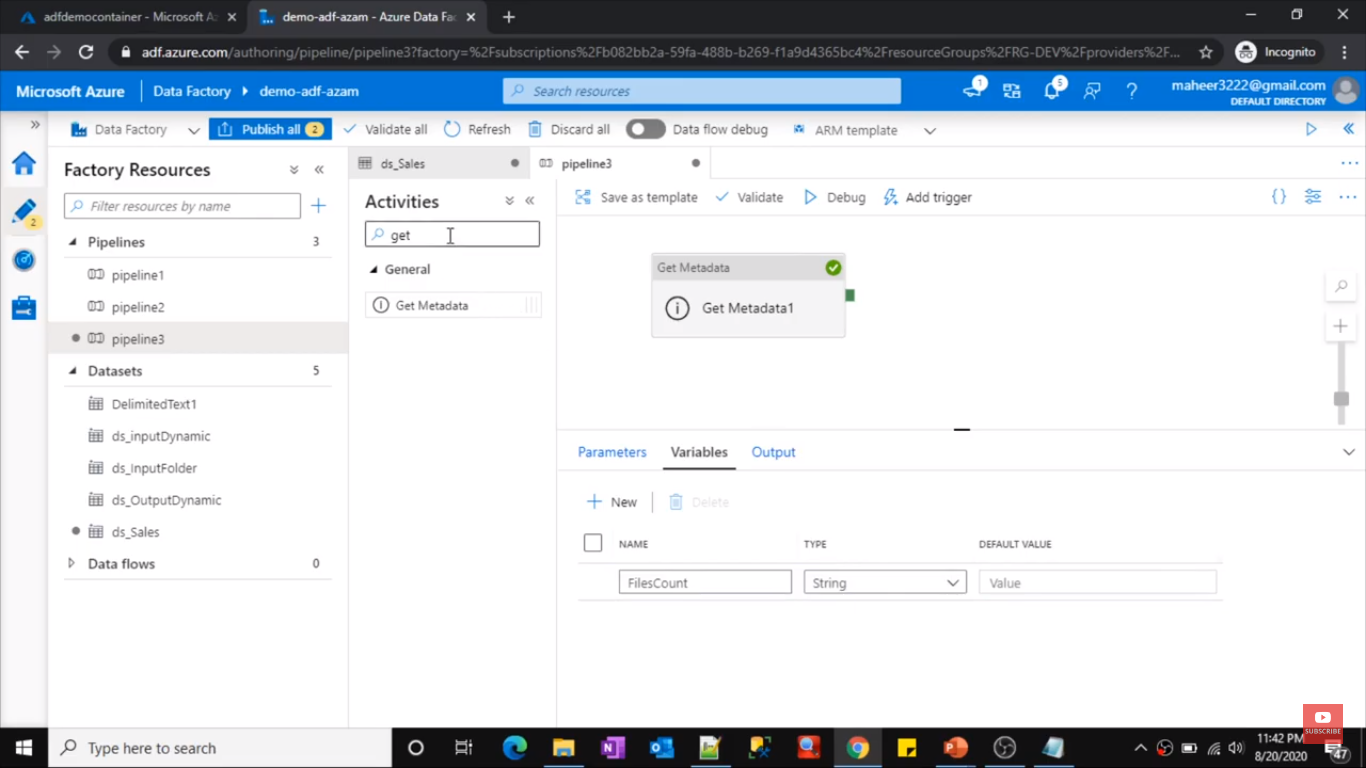 adfdemocontainer - Microsoft A
demo-adf-azam - Azure Data Fac
adf.azure.com/authoring/pipeline/pipeline3?factory=%2Fsubscriptions%2Fb082bb2a-59fa-488b-b269-f1a9d4365bc4%2FresourceGroups%2FRG-DEV%2Fproviders%2F...
Incognito
Microsoft Azure
Data Factory
demo-adf-azam
Search resources
1
5
maheer3222@gmail.com
DEFAULT DIRECTORY
Data Factory
Publish all 2
Validate all
Refresh
Discard all
Data flow debug
ARM template
Factory Resources
ds_Sales
pipeline3
Filter resources by name
Activities
Save as template
Validate
Debug
Add trigger
2
get
Pipelines 3
General
Get Metadata
pipeline1
Get Metadata
Get Metadata1
pipeline2
pipeline3
Datasets 5
DelimitedText1
ds_inputDynamic
ds_InputFolder
ds_OutputDynamic
ds_Sales
Data flows 0
Parameters
Variables
Output
New
Delete
NAME
TYPE
DEFAULT VALUE
FilesCount
String
Value
SUBSCRIBE
Type here to search
11:42 PM
8/20/2020
47